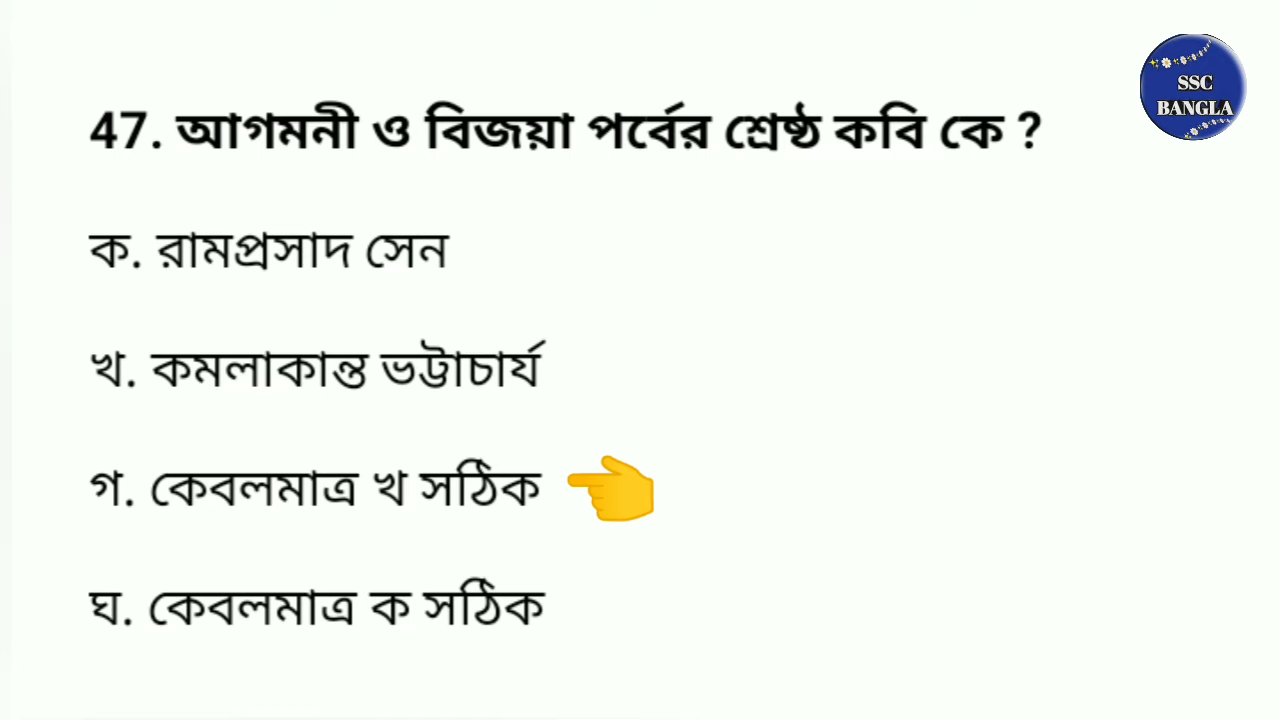 47. আগমনী ও বিজয়া পর্বের শ্রেষ্ঠ কবি কে ?
SSC
BANGLA
ক. রামপ্রসাদ সেন
খ. কমলাকান্ত ভট্টাচার্য
গ. কেবলমাত্র খ সঠিক
ঘ. কেবলমাত্র ক সঠিক